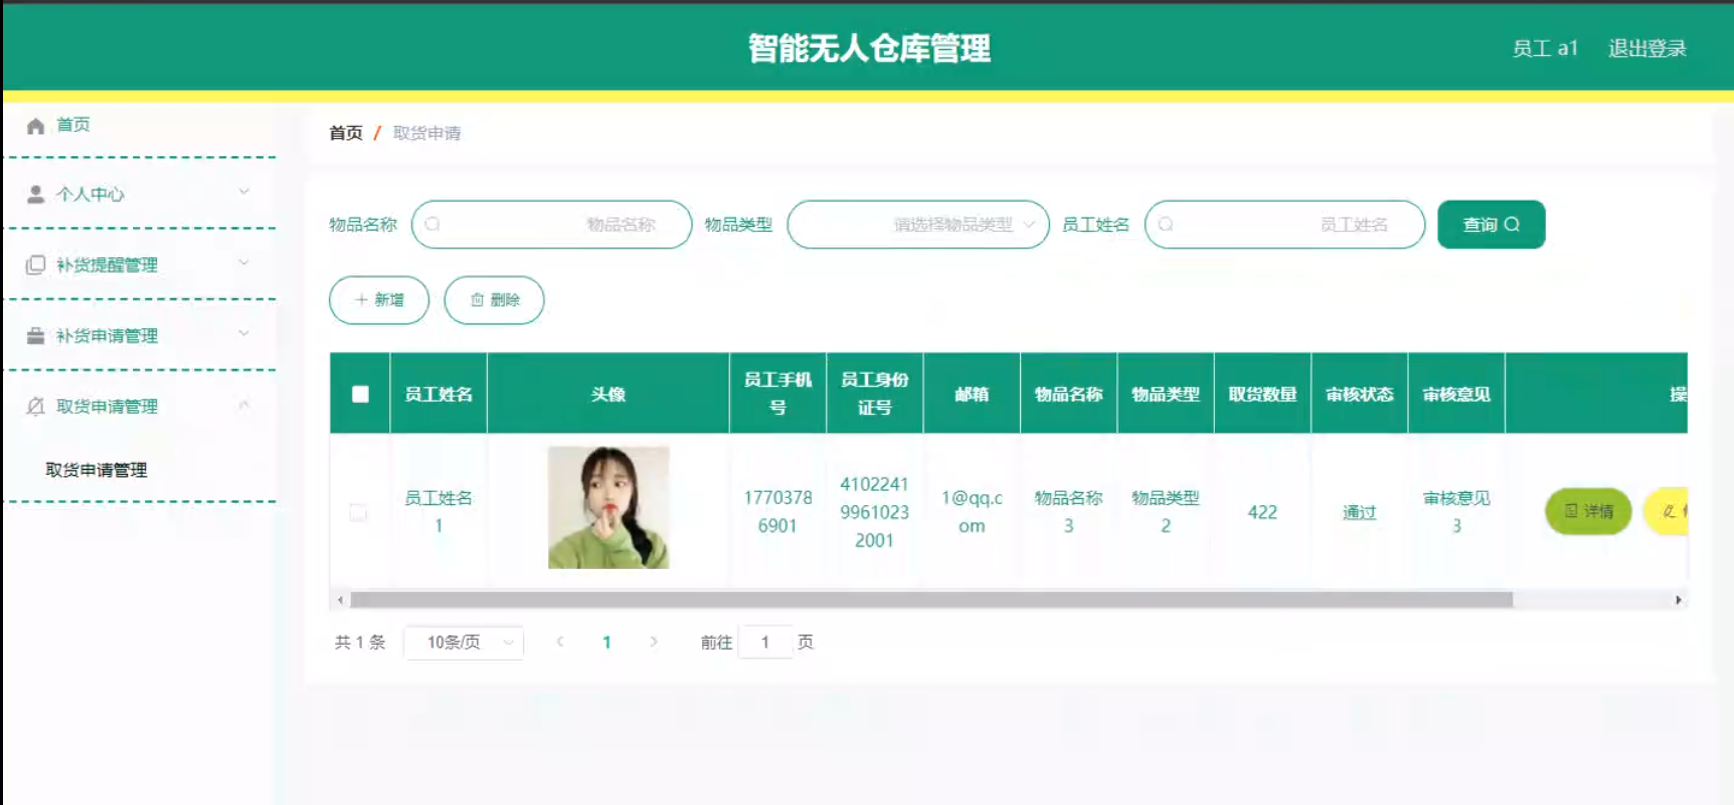 智能无人仓库管理
员工 a1 退出登录
首页
个人中心
补货提醒管理
补货申请管理
取货申请管理
取货申请管理
首页 / 取货申请
物品名称 物品名称 物品类型 请选择物品类型 员工姓名 员工姓名 查询
新增 删除
员工姓名 头像 员工手机号 员工身份证号 邮箱 物品名称 物品类型 取货数量 审核状态 审核意见
员工姓名1 17703786901 410224199610232001 1@qq.com 物品名称3 物品类型2 422 通过 审核意见3 详情
共 1 条 10条/页 1 前往 1 页